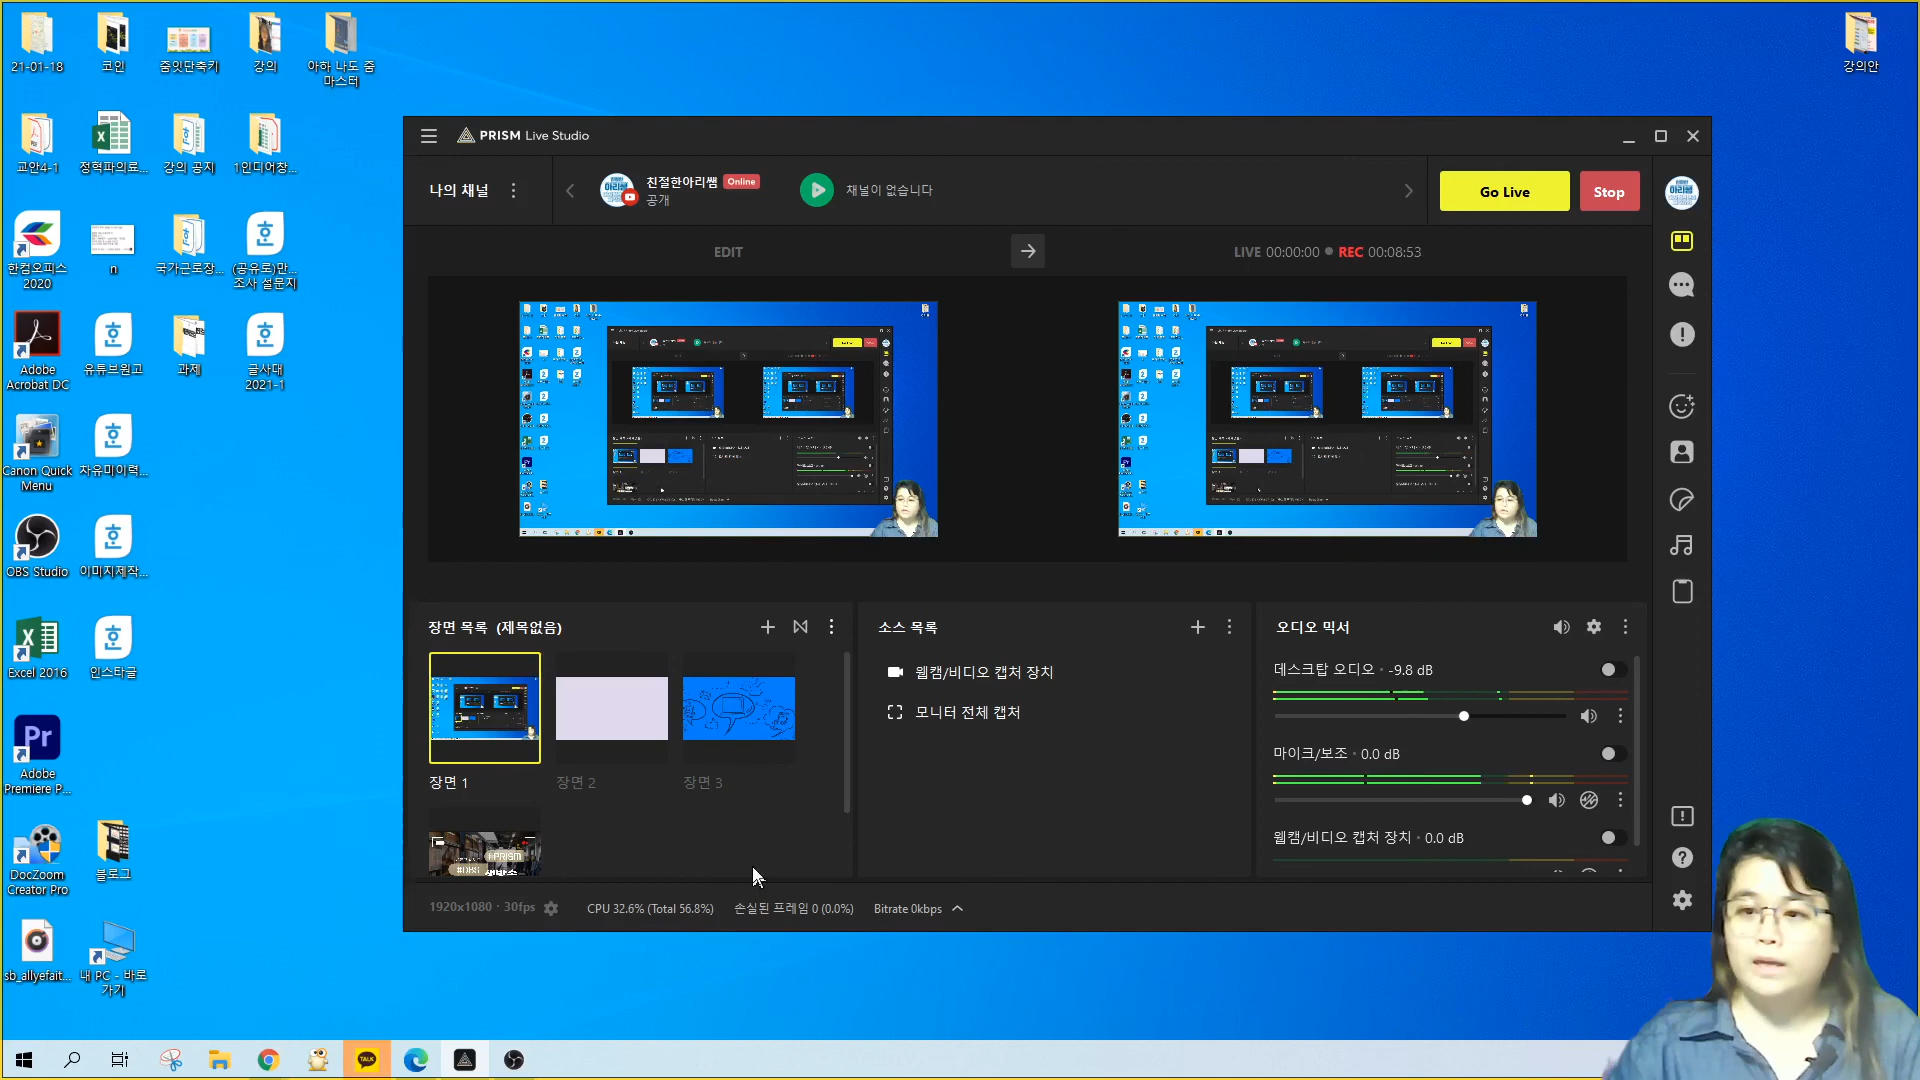 21-01-18
코인
줌잇단축키
강의
아하 나도 줌
마스터
강의안
교안4-1
정혁파의료...
강의 공지
1인디어창...
한컴오피스
2020
n
국가근로장...
(공유로)만...
조사 설문지
Adobe
Acrobat DC
유튜브원고
과제
글사대
2021-1
Canon Quick
Menu
자유미이력...
OBS Studio
이미지제작...
Excel 2016
인스타글
Adobe
Premiere P...
DocZoom
Creator Pro
블로그
sb_allyefait...
내 PC - 바로
가기
PRISM Live Studio
나의 채널
친절한아리쌤 Online
공개
채널이 없습니다
Go Live
Stop
EDIT
LIVE 00:00:00 REC 00:08:53
장면 목록 (제목없음)
장면 1
장면 2
장면 3
소스 목록
웹캠/비디오 캡처 장치
모니터 전체 캡처
오디오 믹서
데스크탑 오디오 · -9.8 dB
마이크/보조 · 0.0 dB
웹캠/비디오 캡처 장치 · 0.0 dB
1920x1080 · 30fps
CPU 32.6% (Total 56.8%)
손실된 프레임 0 (0.0%)
Bitrate 0kbps
TALK